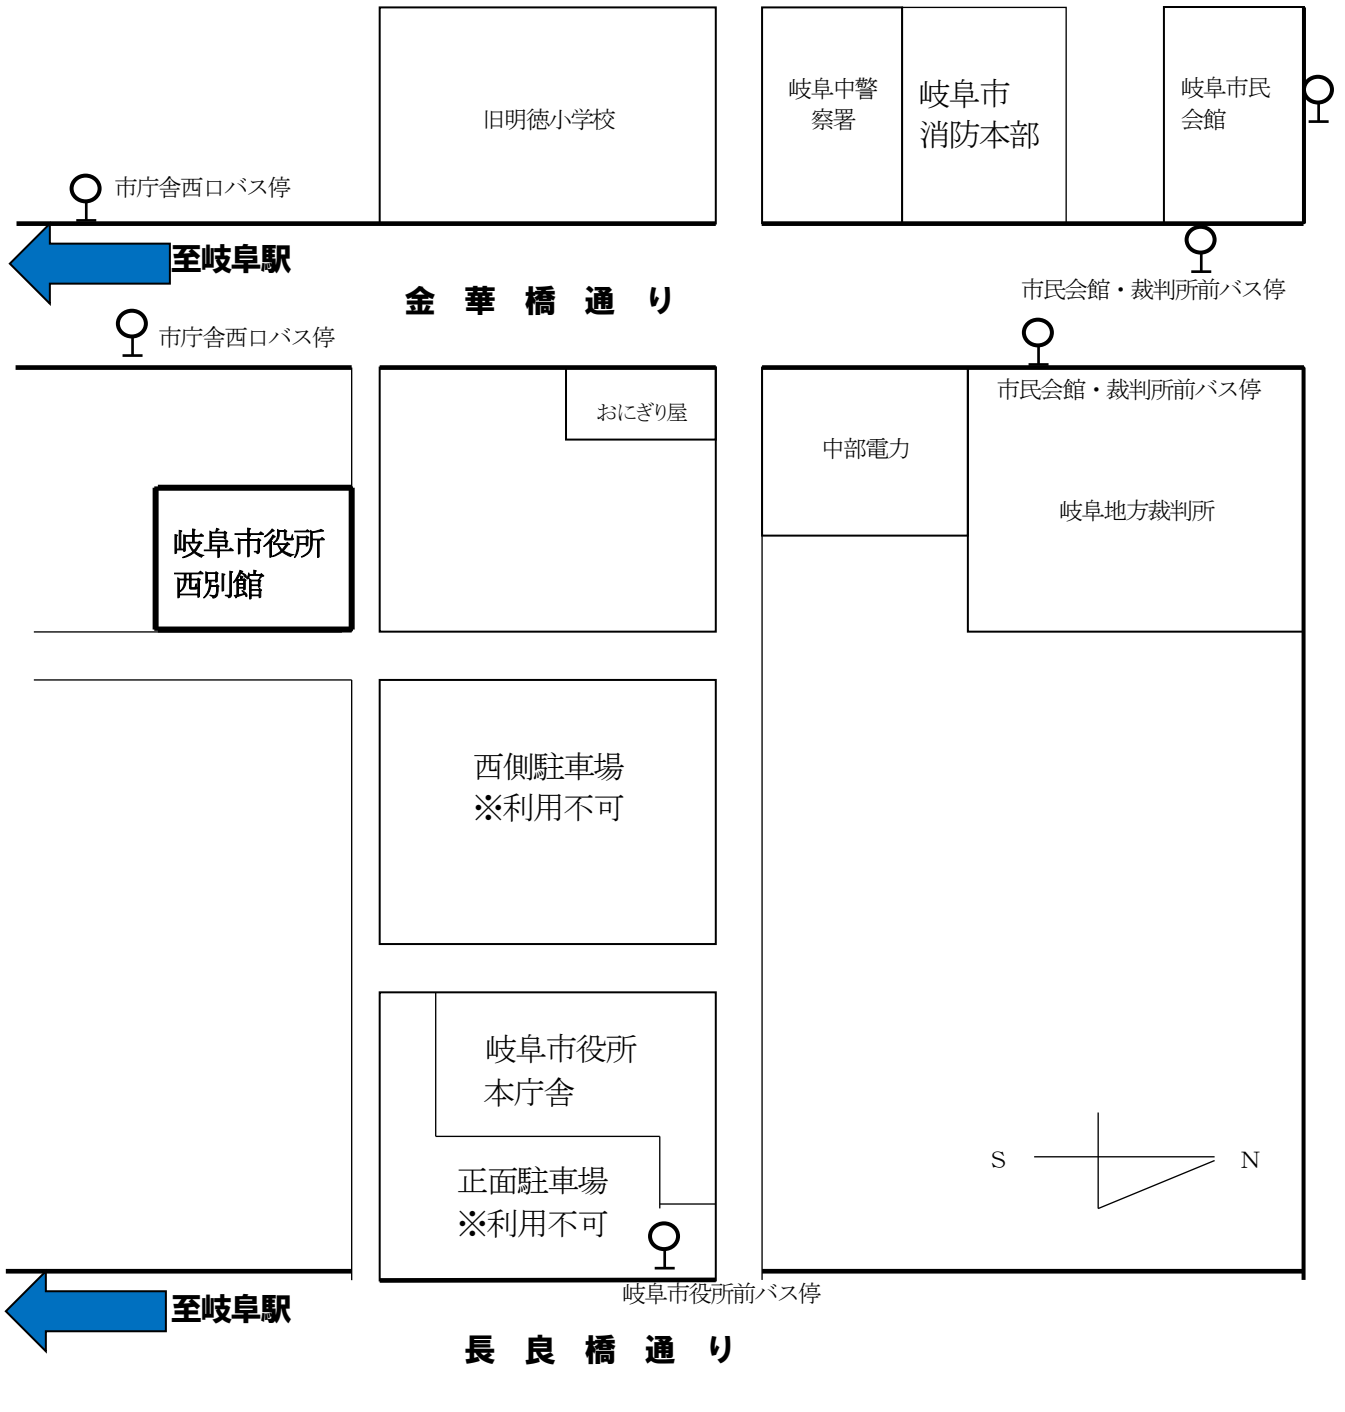 旧明徳小学校
岐阜中警
察署
岐阜市
消防本部
岐阜市民
会館
市庁舎西口バス停
至岐阜駅
金華橋通り
市民会館・裁判所前バス停
市庁舎西口バス停
市民会館・裁判所前バス停
おにぎり屋
中部電力
岐阜地方裁判所
岐阜市役所
西別館
西側駐車場
※利用不可
岐阜市役所
本庁舎
正面駐車場
※利用不可
S
N
岐阜市役所前バス停
至岐阜駅
長良橋通り